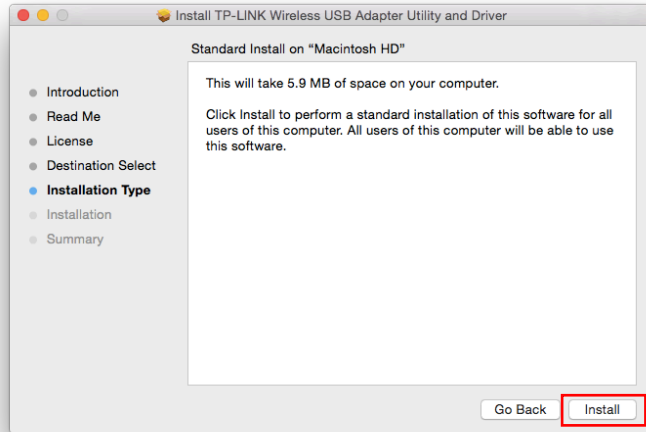 Install TP-LINK Wireless USB Adapter Utility and Driver
Standard Install on “Macintosh HD”
Introduction
Read Me
License
Destination Select
Installation Type
Installation
Summary
This will take 5.9 MB of space on your computer.
Click Install to perform a standard installation of this software for all
users of this computer. All users of this computer will be able to use
this software.
Go Back
Install